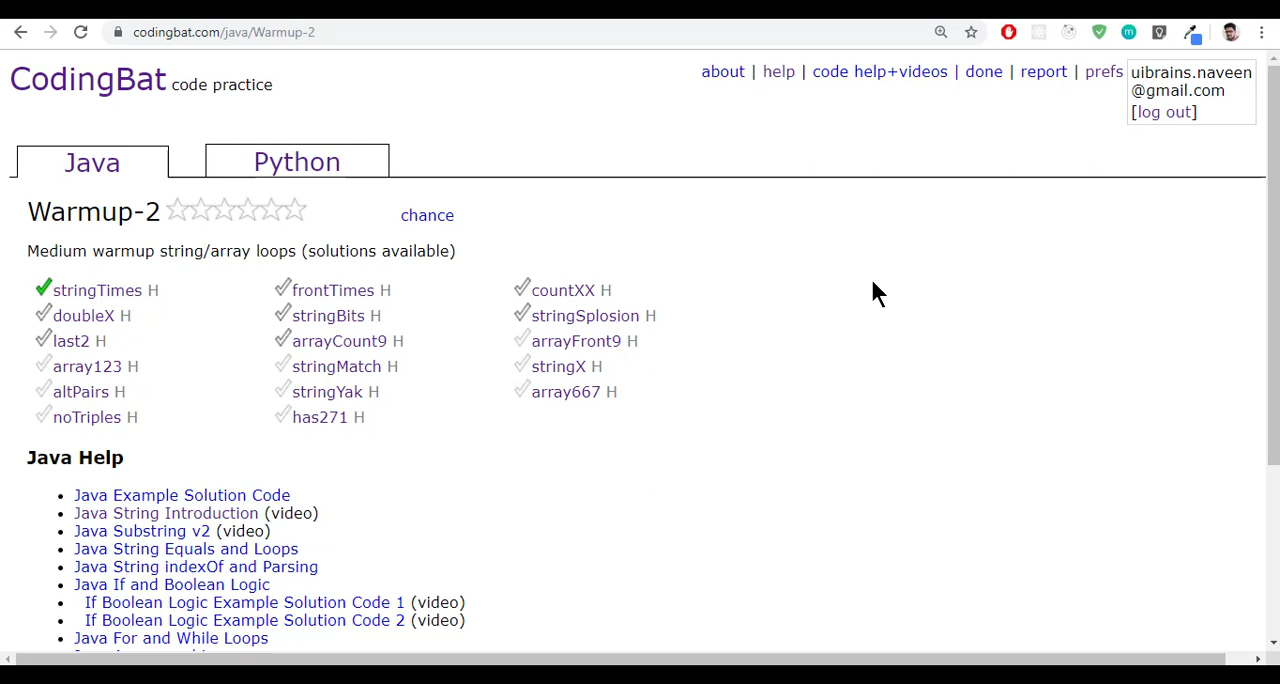 codingbat.com/java/Warmup-2
CodingBat code practice
about | help | code help+videos | done | report | prefs
uibrains.naveen
@gmail.com
[log out]
Java
Python
Warmup-2
chance
Medium warmup string/array loops (solutions available)
stringTimes H frontTimes H countXX H
doubleX H stringBits H stringSplosion H
last2 H arrayCount9 H arrayFront9 H
array123 H stringMatch H stringX H
altPairs H stringYak H array667 H
noTriples H has271 H
Java Help
• Java Example Solution Code
• Java String Introduction (video)
• Java Substring v2 (video)
• Java String Equals and Loops
• Java String indexOf and Parsing
• Java If and Boolean Logic
• If Boolean Logic Example Solution Code 1 (video)
• If Boolean Logic Example Solution Code 2 (video)
• Java For and While Loops